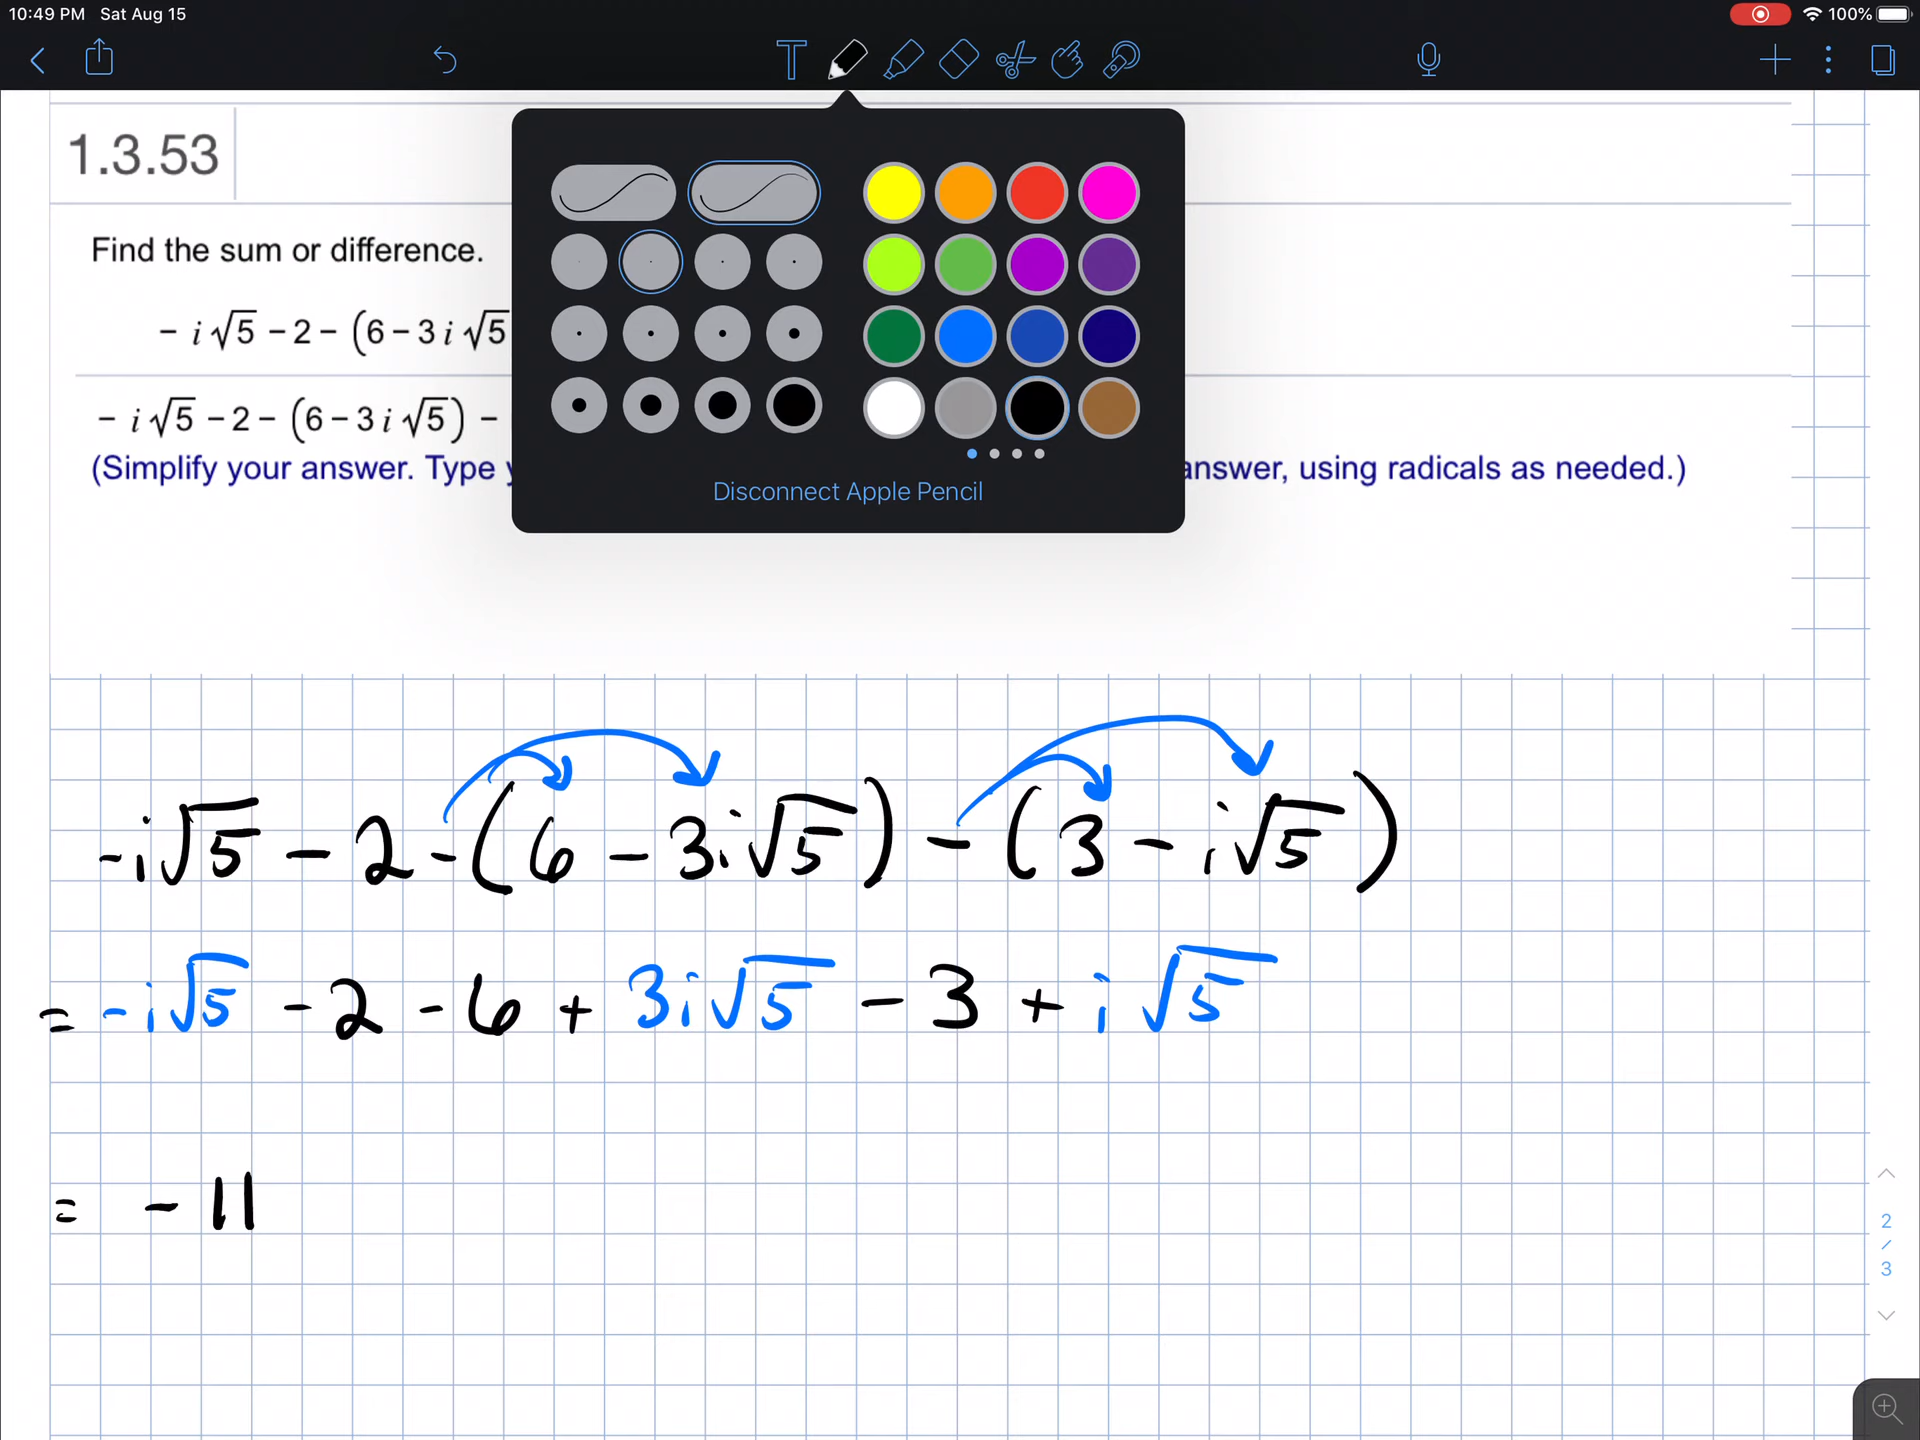 10:49 PM Sat Aug 15
100%
T
1.3.53
Find the sum or difference.
− i √5 − 2 − (6 − 3 i √5
− i √5 − 2 − (6 − 3 i √5) −
(Simplify your answer. Type
answer, using radicals as needed.)
Disconnect Apple Pencil
-i√5 - 2 - (6 - 3i√5) - (3 - i√5)
= -i√5 - 2 - 6 + 3i√5 - 3 + i√5
= - 11
2
/
3